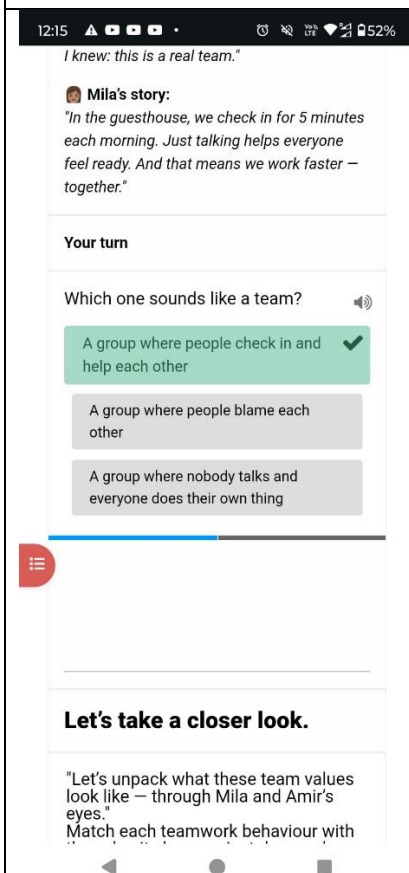 12:15
VoD LTE 52%
I knew: this is a real team."
Mila's story:
"In the guesthouse, we check in for 5 minutes
each morning. Just talking helps everyone
feel ready. And that means we work faster —
together."
Your turn
Which one sounds like a team?
A group where people check in and
help each other
A group where people blame each
other
A group where nobody talks and
everyone does their own thing
Let's take a closer look.
"Let's unpack what these team values
look like — through Mila and Amir's
eyes."
Match each teamwork behaviour with